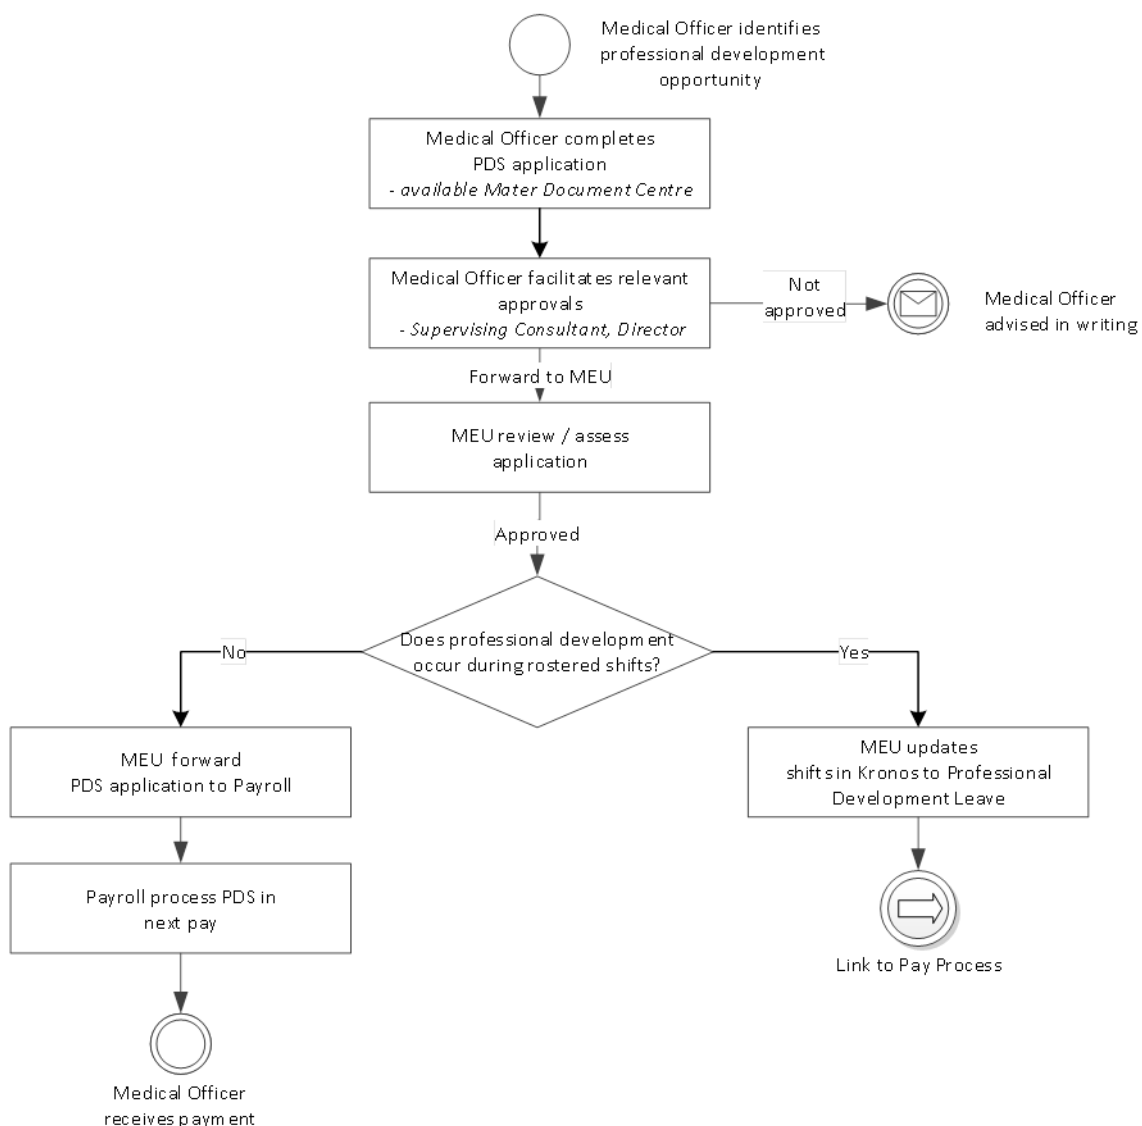 Medical Officer identifies
professional development
opportunity
Medical Officer completes
PDS application
- available Mater Document Centre
Medical Officer facilitates relevant
approvals
- Supervising Consultant, Director
Not
approved
Medical Officer
advised in writing
Forward to MEU
MEU review / assess
application
Approved
Does professional development
occur during rostered shifts?
No
Yes
MEU forward
PDS application to Payroll
MEU updates
shifts in Kronos to Professional
Development Leave
Payroll process PDS in
next pay
Link to Pay Process
Medical Officer
receives payment